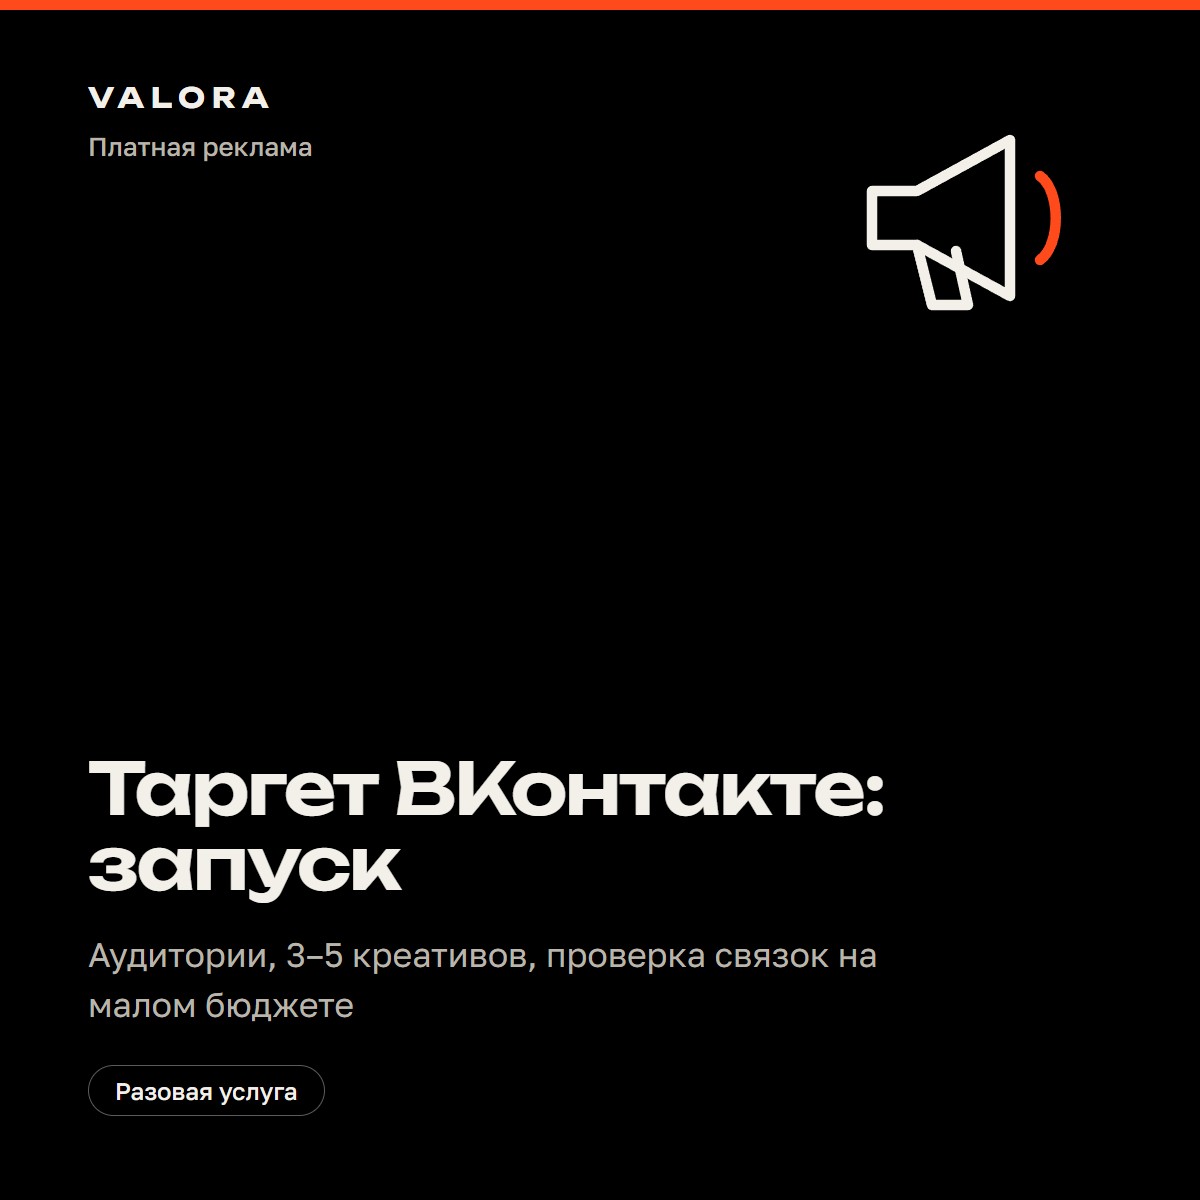 VALORA
Платная реклама
Таргет ВКонтакте:
запуск
Аудитории, 3–5 креативов, проверка связок на
малом бюджете
Разовая услуга